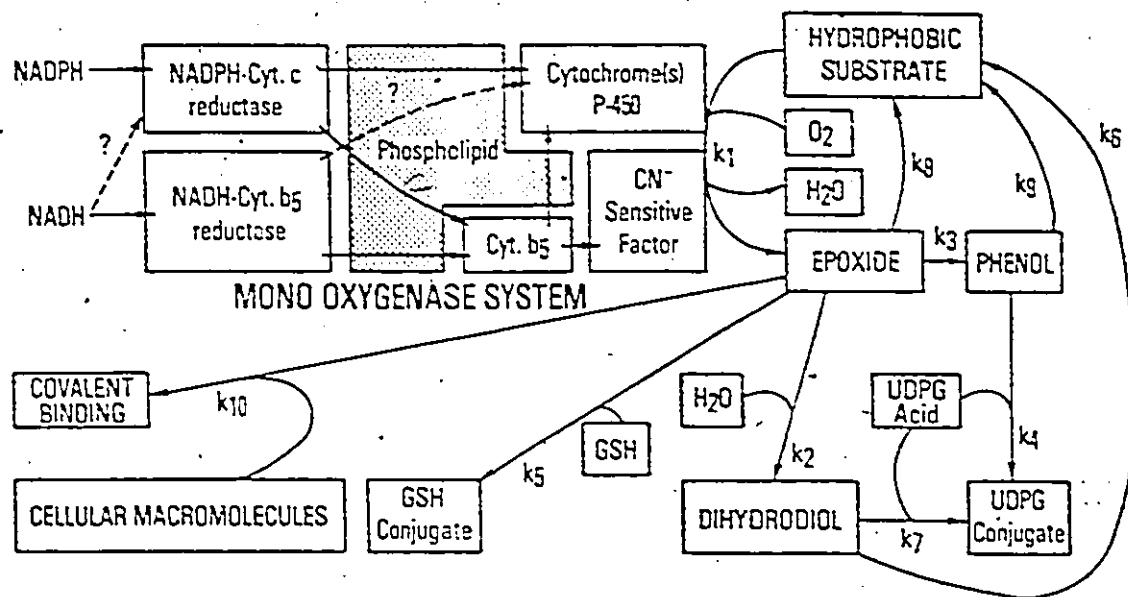 NADPH
NADPH-Cyt. c
reductase
?
NADH
NADH-Cyt. b5
reductase
?
Phospholipid
Cytochrome(s)
P-450
Cyt. b5
CN-
Sensitive
Factor
MONO OXYGENASE SYSTEM
k1
HYDROPHOBIC
SUBSTRATE
O2
H2O
k8
k9
k6
EPOXIDE
k3
PHENOL
COVALENT
BINDING
k10
CELLULAR MACROMOLECULES
k5
GSH
GSH
Conjugate
H2O
k2
DIHYDRODIOL
UDPG
Acid
k4
k7
UDPG
Conjugate